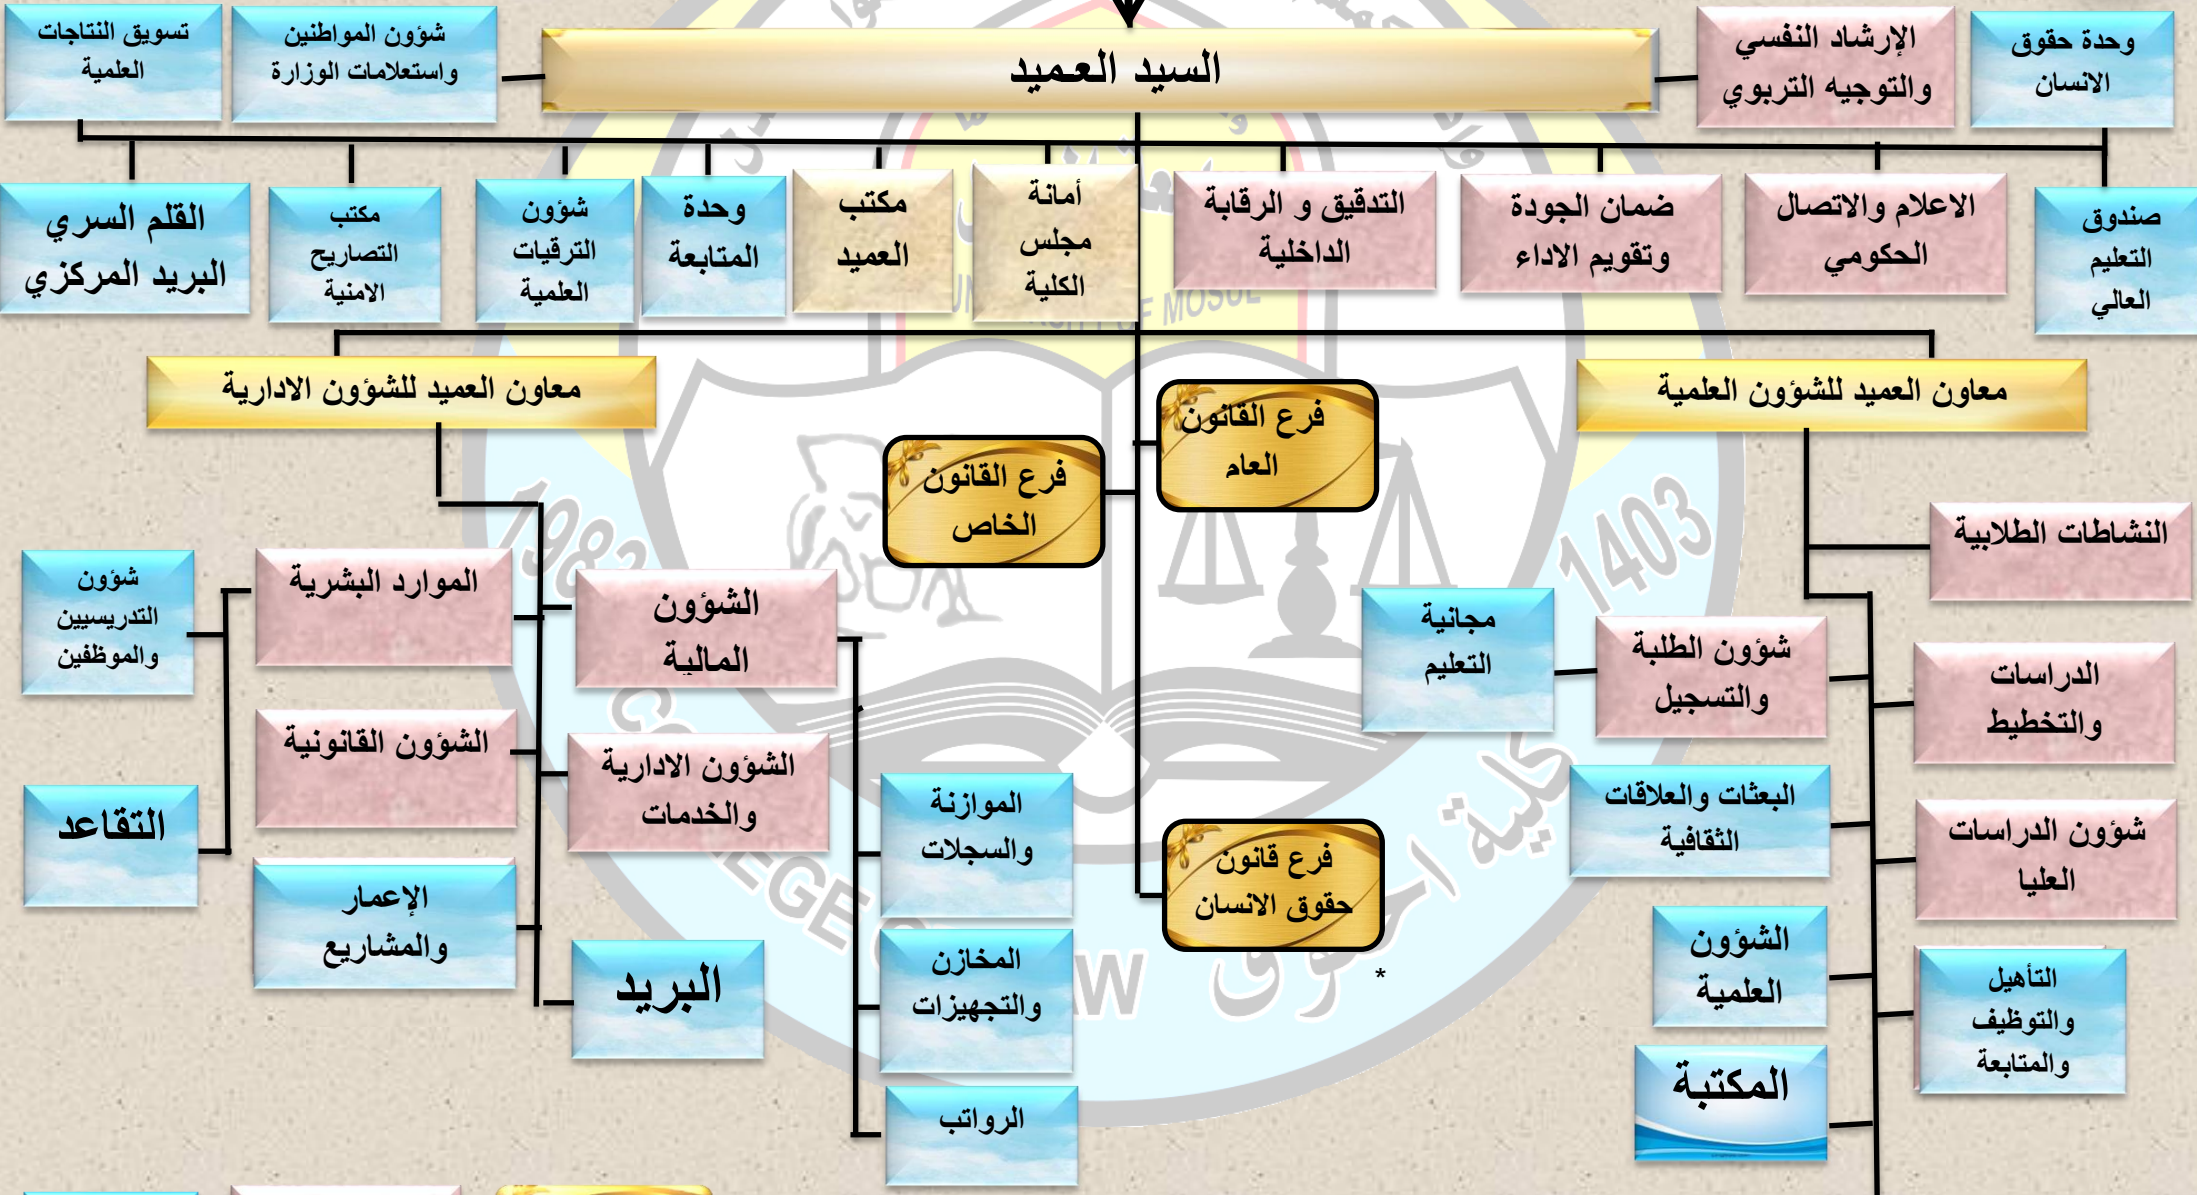 وحدة حقوق
الانسان
الإرشاد النفسي
والتوجيه التربوي
السيد العميد
شؤون المواطنين
واستعلامات الوزارة
تسويق النتاجات
العلمية
صندوق
التعليم
العالي
الاعلام والاتصال
الحكومي
ضمان الجودة
وتقويم الاداء
التدقيق و الرقابة
الداخلية
أمانة
مجلس
الكلية
مكتب
العميد
وحدة
المتابعة
شؤون
الترقيات
العلمية
مكتب
التصاريح
الامنية
القلم السري
البريد المركزي
معاون العميد للشؤون العلمية
معاون العميد للشؤون الادارية
فرع القانون
العام
فرع القانون
الخاص
فرع قانون
حقوق الانسان
*
النشاطات الطلابية
شؤون الطلبة
والتسجيل
مجانية
التعليم
الدراسات
والتخطيط
البعثات والعلاقات
الثقافية
شؤون الدراسات
العليا
الشؤون
العلمية
التأهيل
والتوظيف
والمتابعة
المكتبة
الشؤون
المالية
الموارد البشرية
شؤون
التدريسيين
والموظفين
التقاعد
الشؤون القانونية
الشؤون الادارية
والخدمات
الإعمار
والمشاريع
البريد
الموازنة
والسجلات
المخازن
والتجهيزات
الرواتب
1403